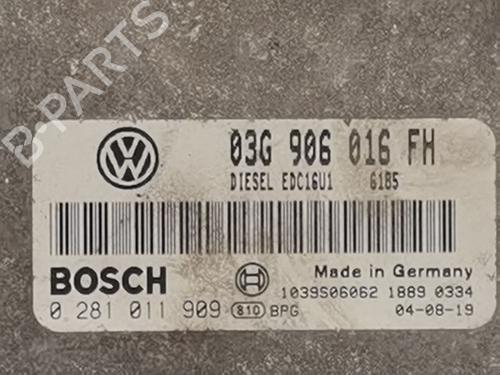 B-PARTS
03G 906 016 FH
DIESEL EDC16U1 6185
BOSCH
Made in Germany
1039S06062 1889 0334
0 281 011 909 810 BPG
04-08-19